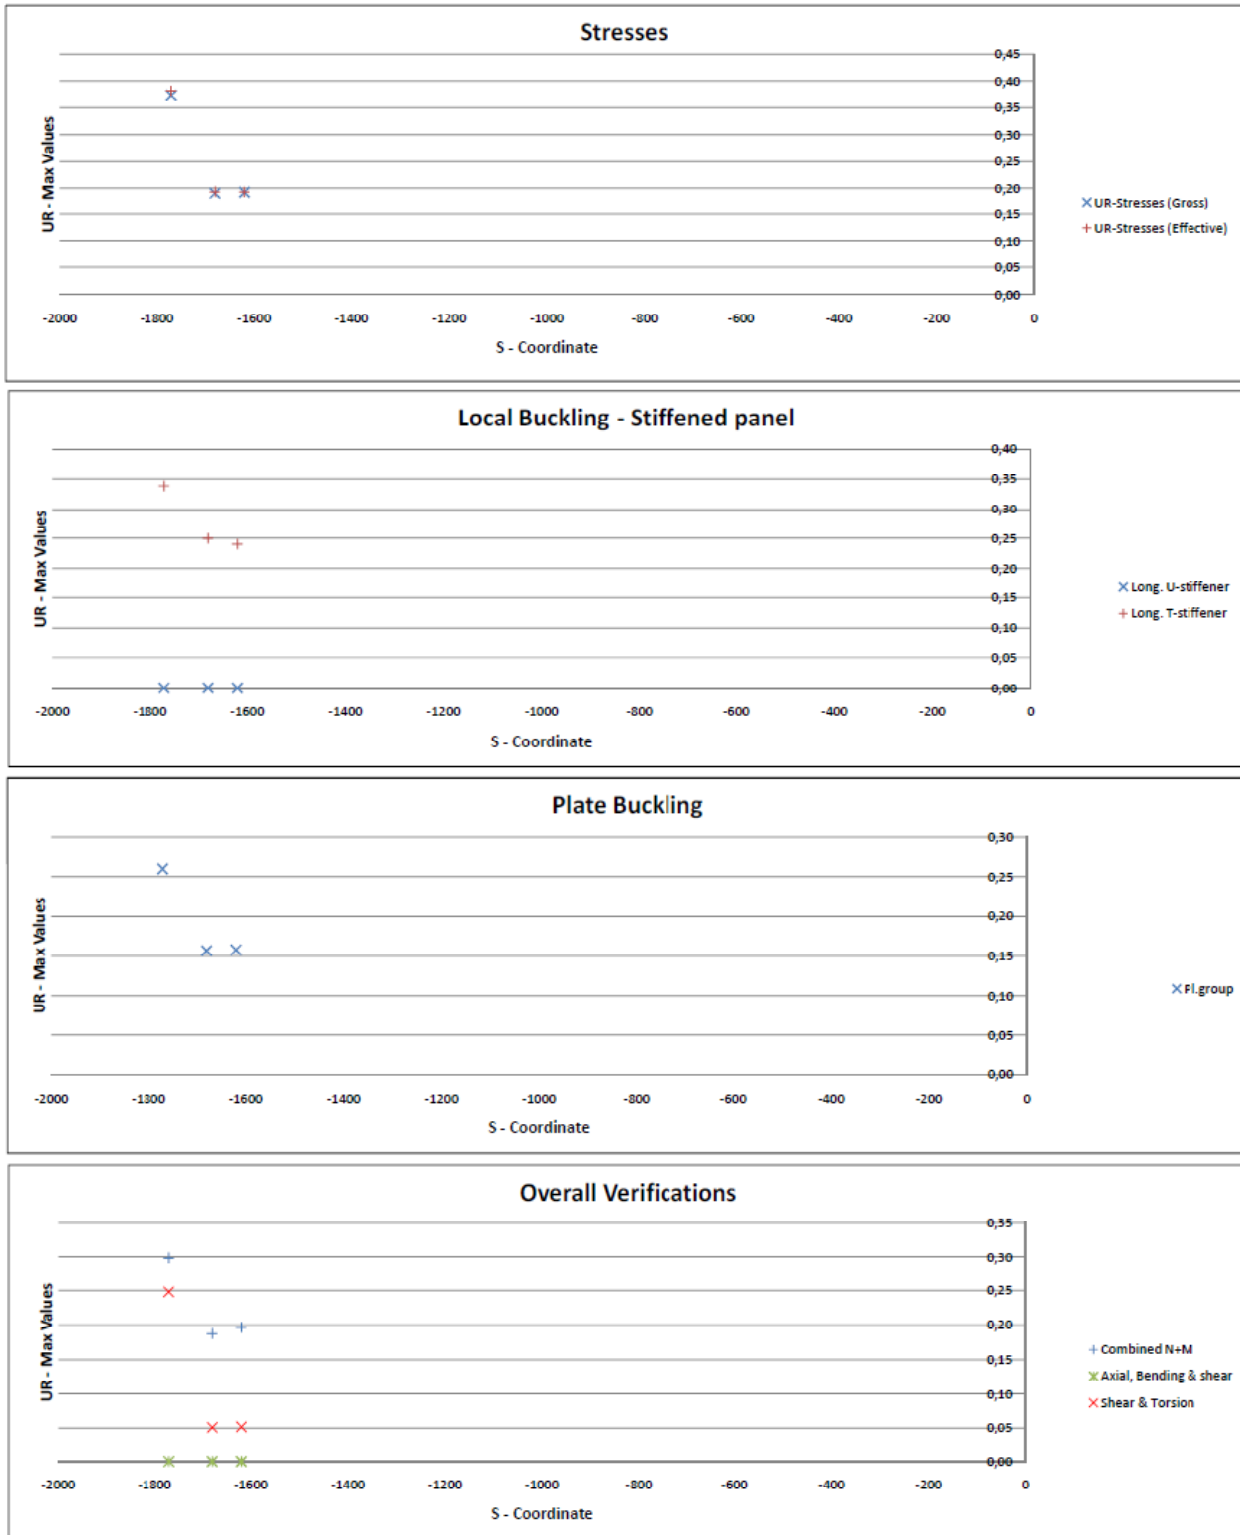 Stresses
UR - Max Values
0,45
0,40
0,35
0,30
0,25
0,20
0,15
0,10
0,05
0,00
-2000 -1800 -1600 -1400 -1200 -1000 -800 -600 -400 -200 0
S - Coordinate
UR-Stresses (Gross)
UR-Stresses (Effective)
Local Buckling - Stiffened panel
UR - Max Values
0,40
0,35
0,30
0,25
0,20
0,15
0,10
0,05
0,00
-2000 -1800 -1600 -1400 -1200 -1000 -800 -600 -400 -200 0
S - Coordinate
Long. U-stiffener
Long. T-stiffener
Plate Buckling
UR - Max Values
0,30
0,25
0,20
0,15
0,10
0,05
0,00
-2000 -1300 -1600 -1400 -1200 -1000 -800 -600 -400 -200 0
S - Coordinate
Fl.group
Overall Verifications
UR - Max Values
0,35
0,30
0,25
0,20
0,15
0,10
0,05
0,00
-2000 -1800 -1600 -1400 -1200 -1000 -800 -600 -400 -200 0
S - Coordinate
Combined N+M
Axial, Bending & shear
Shear & Torsion